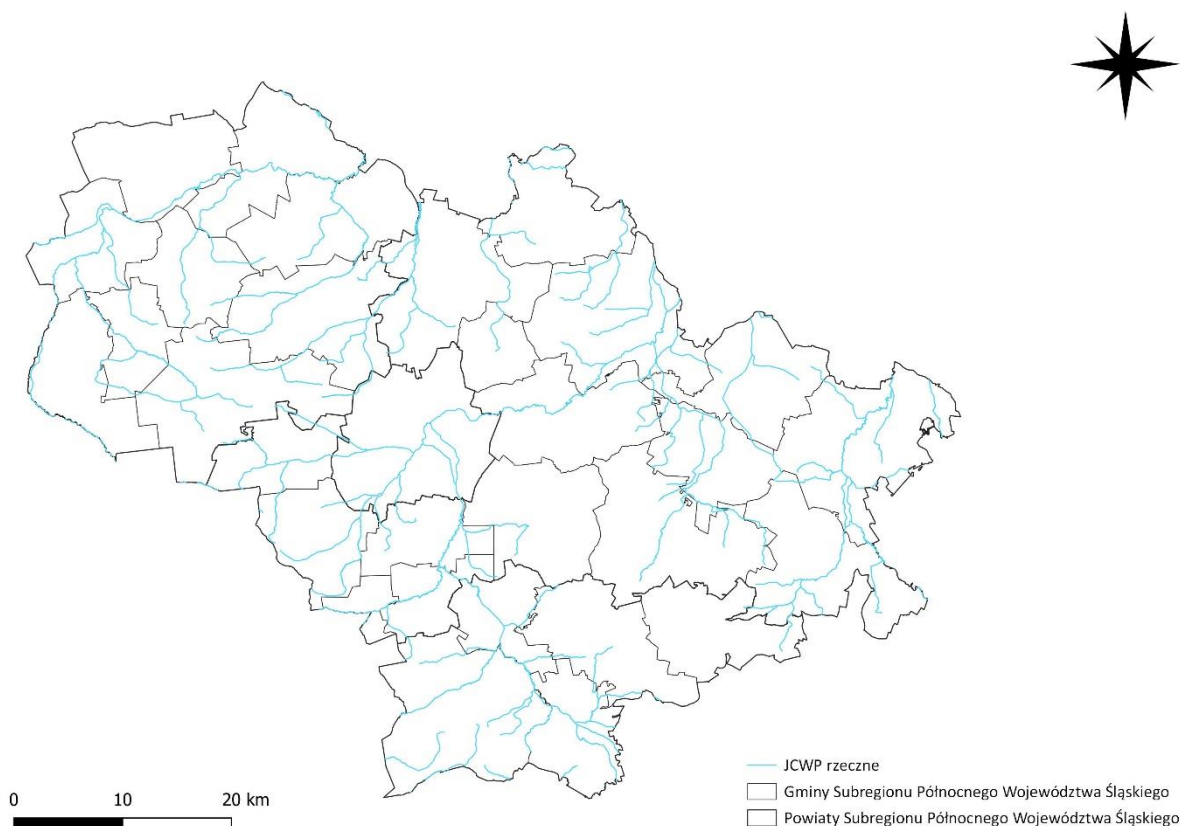 JCWP rzeczne
Gminy Subregionu Północnego Województwa Śląskiego
Powiaty Subregionu Północnego Województwa Śląskiego
0 10 20 km